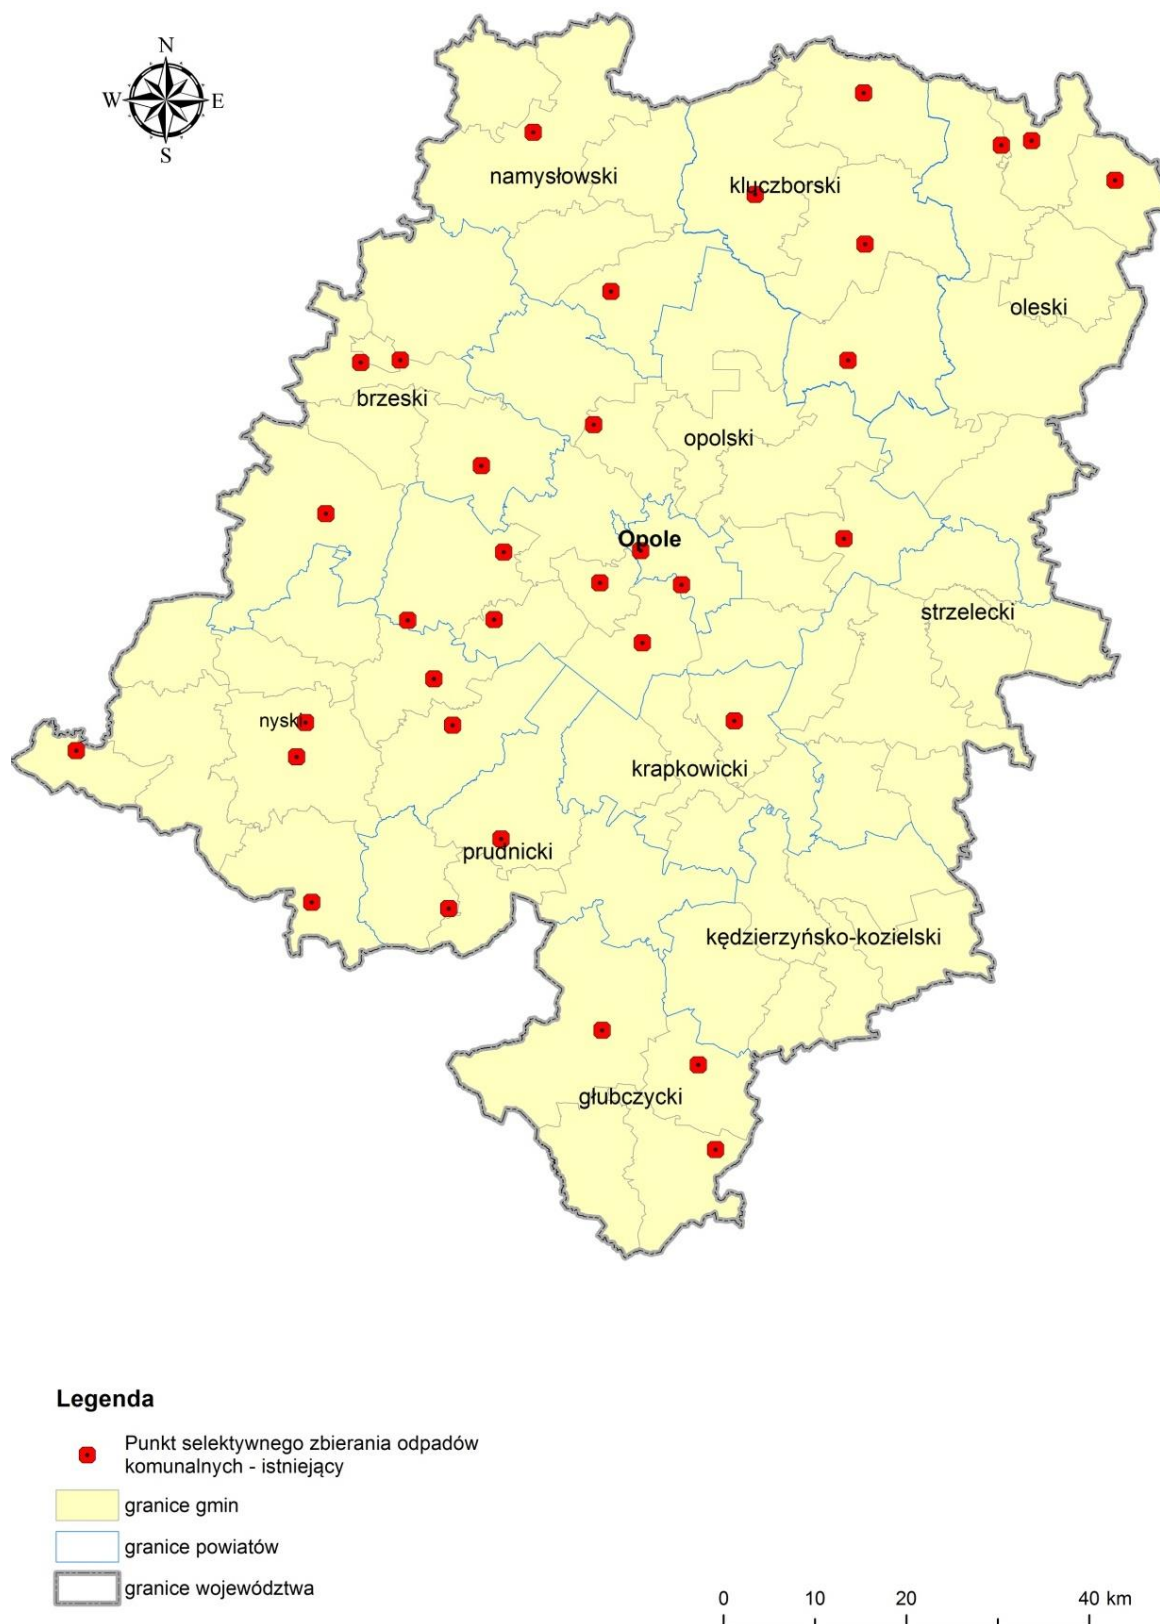 N
W E
S
namysłowski
kluczborski
oleski
brzeski
opolski
Opole
strzelecki
nyski
krapkowicki
prudnicki
kędzierzyńsko-kozielski
głubczycki
Legenda
Punkt selektywnego zbierania odpadów
komunalnych - istniejący
granice gmin
granice powiatów
granice województwa
0 10 20 40 km